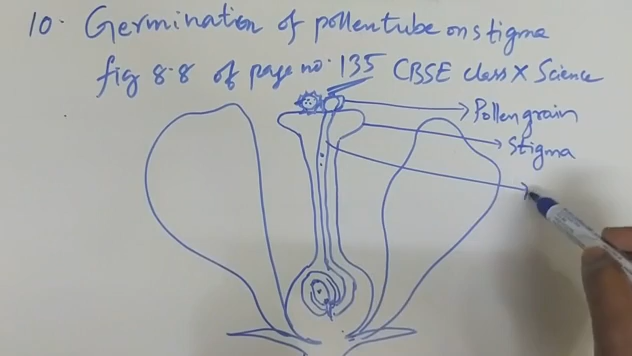 10. Germination of pollentube on stigma
fig 8.8 of page no. 135 CBSE class X Science
Pollengrain
Stigma